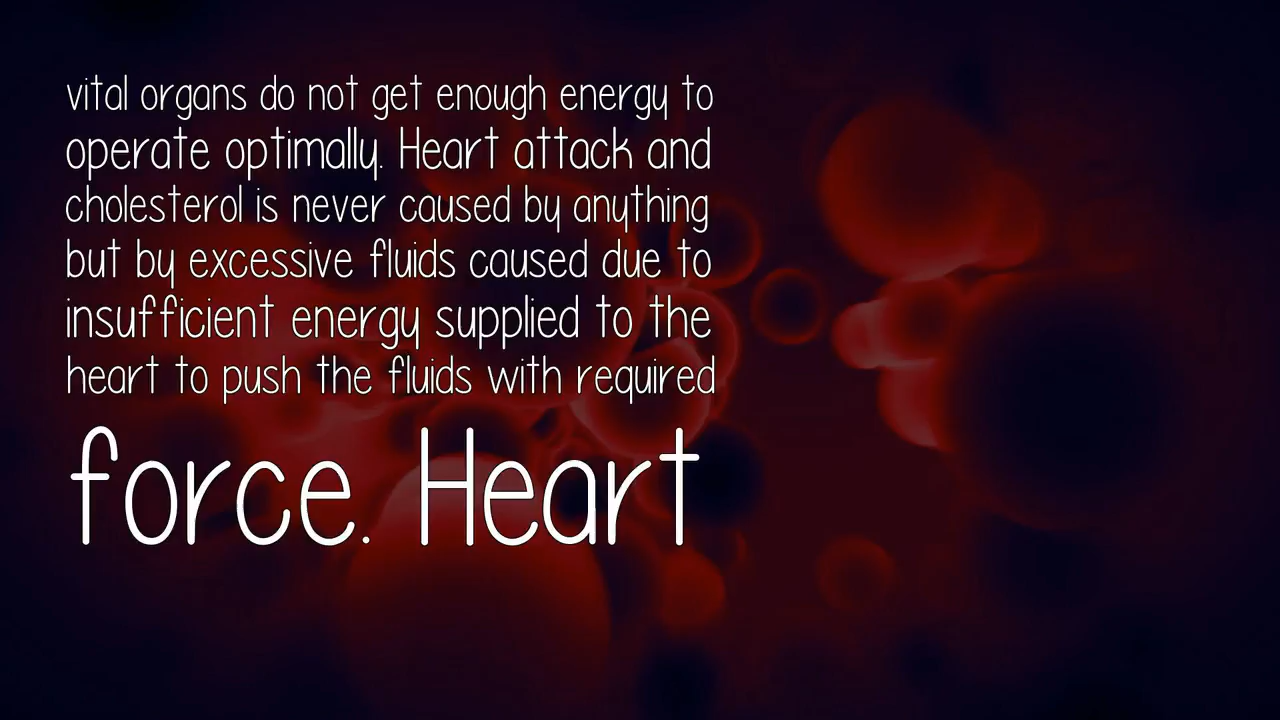 vital organs do not get enough energy to
operate optimally. Heart attack and
cholesterol is never caused by anything
but by excessive fluids caused due to
insufficient energy supplied to the
heart to push the fluids with required
force. Heart